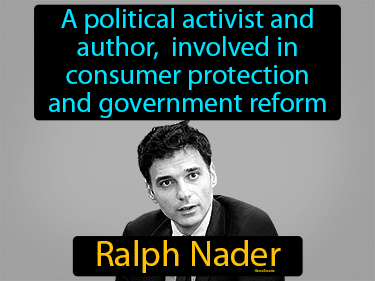 A political activist and
author, involved in
consumer protection
and government reform
Ralph Nader